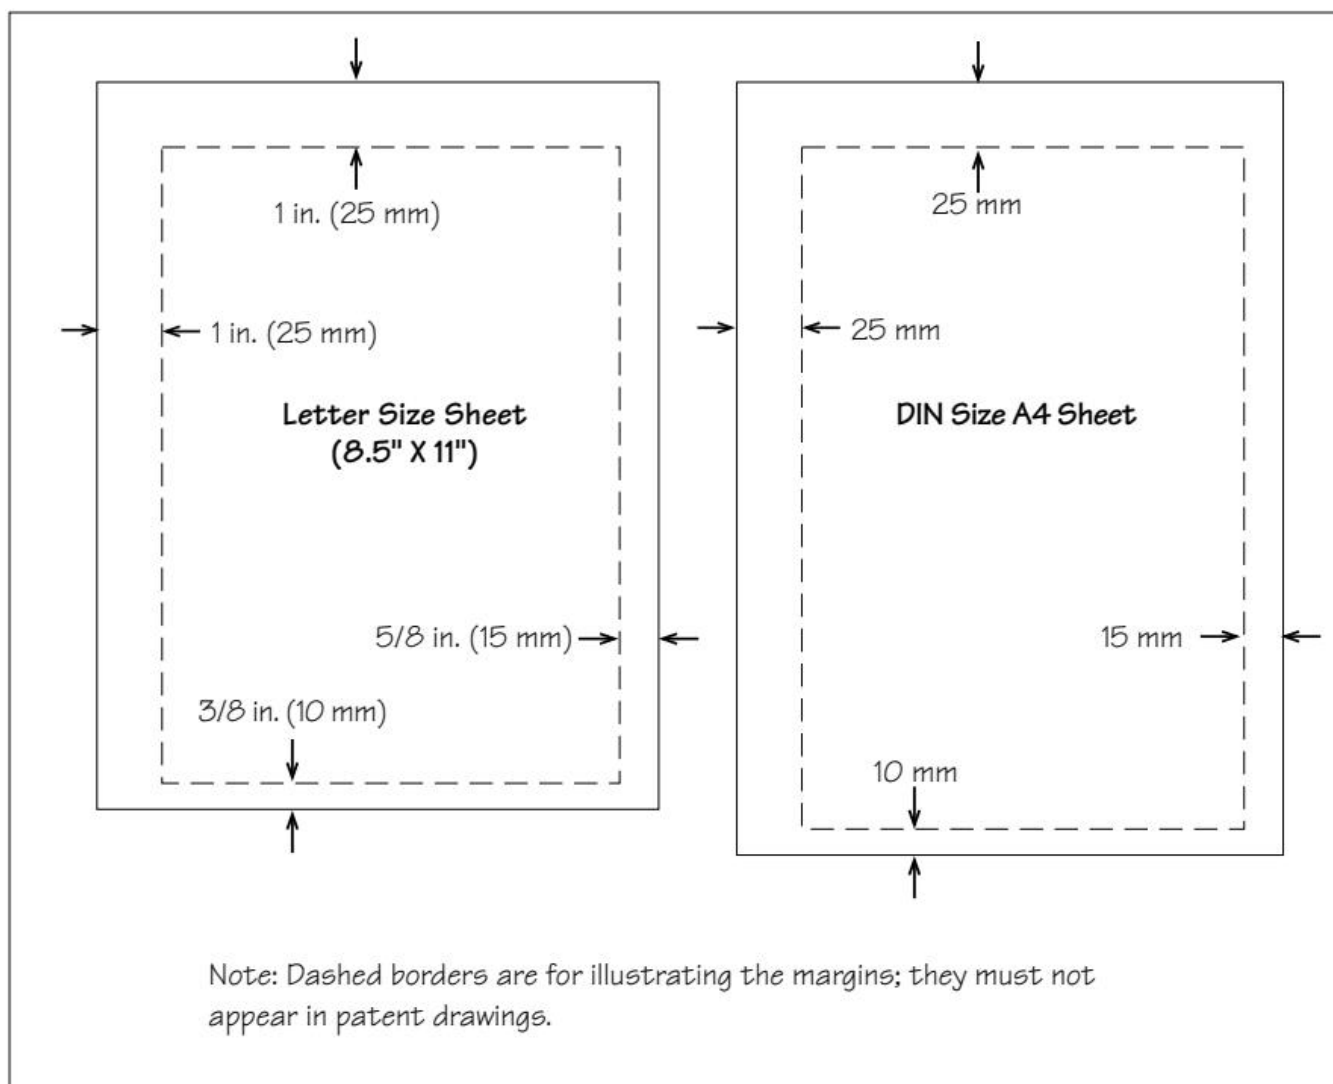 1 in. (25 mm)
1 in. (25 mm)
Letter Size Sheet
(8.5" X 11")
5/8 in. (15 mm)
3/8 in. (10 mm)
25 mm
25 mm
DIN Size A4 Sheet
15 mm
10 mm
Note: Dashed borders are for illustrating the margins; they must not
appear in patent drawings.